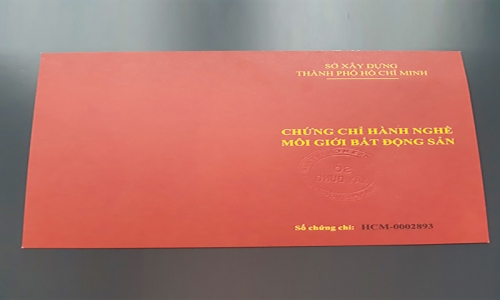 SỞ XÂY DỰNG
THÀNH PHỐ HỒ CHÍ MINH
CHỨNG CHỈ HÀNH NGHỀ
MÔI GIỚI BẤT ĐỘNG SẢN
Số chứng chỉ: HCM-0002893